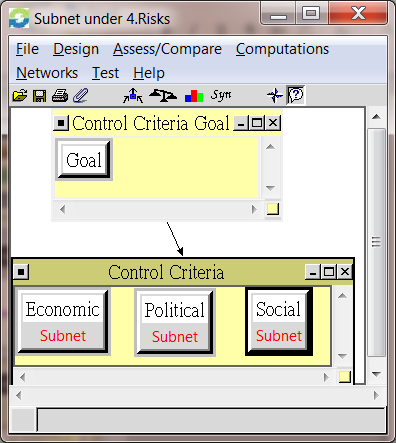 Subnet under 4.Risks
File Design Assess/Compare Computations
Networks Test Help
Syn
Control Criteria Goal
Goal
Control Criteria
Economic Political Social
Subnet Subnet Subnet